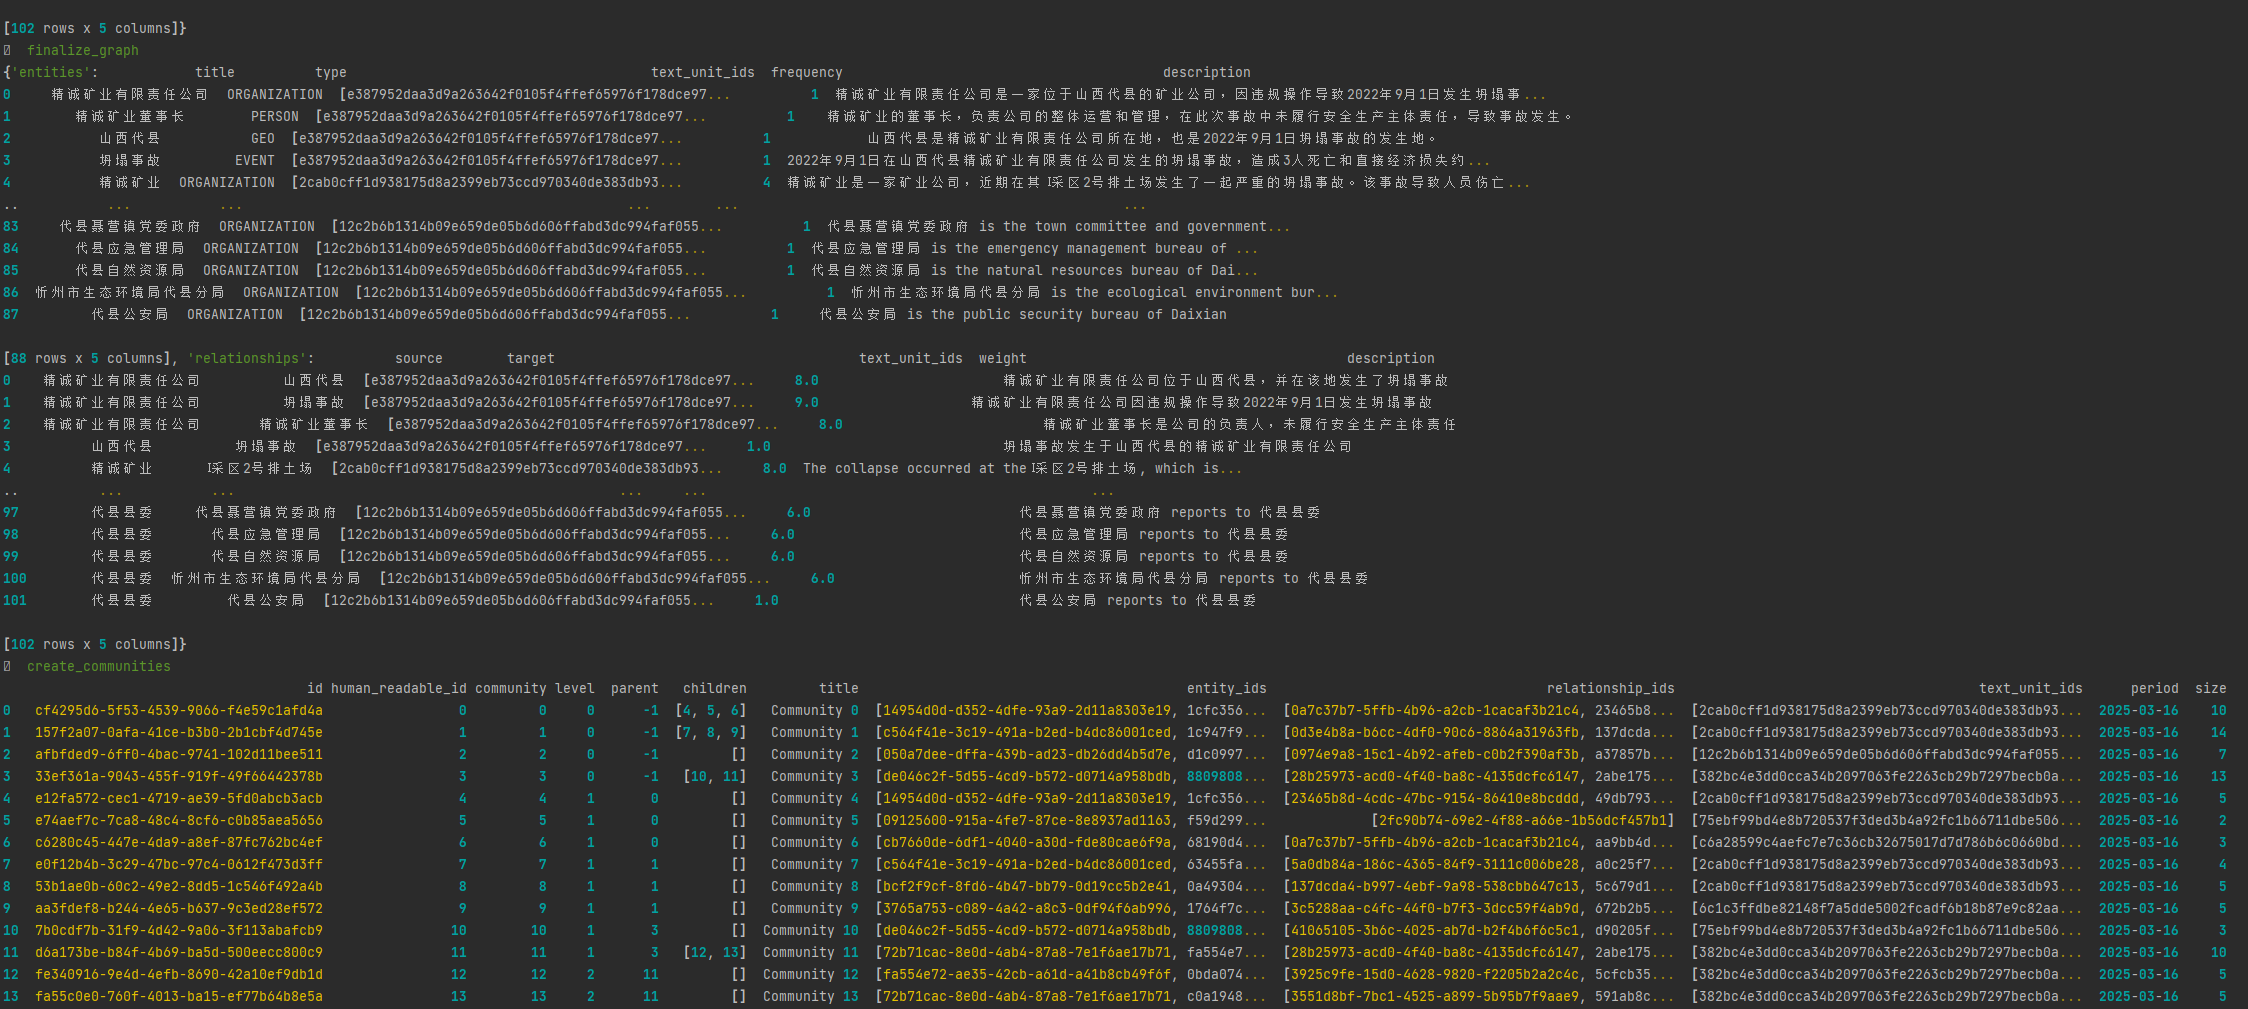 [102 rows x 5 columns]}
finalize_graph
{'entities': title type text_unit_ids frequency description
0 精诚矿业有限责任公司 ORGANIZATION [e387952daa3d9a263642f0105f4ffef65976f178dce97... 1 精诚矿业有限责任公司是一家位于山西代县的矿业公司，因违规操作导致2022年9月1日发生坍塌事...
1 精诚矿业董事长 PERSON [e387952daa3d9a263642f0105f4ffef65976f178dce97... 1 精诚矿业的董事长，负责公司的整体运营和管理，在此次事故中未履行安全生产主体责任，导致事故发生。
2 山西代县 GEO [e387952daa3d9a263642f0105f4ffef65976f178dce97... 1 山西代县是精诚矿业有限责任公司所在地，也是2022年9月1日坍塌事故的发生地。
3 坍塌事故 EVENT [e387952daa3d9a263642f0105f4ffef65976f178dce97... 1 2022年9月1日在山西代县精诚矿业有限责任公司发生的坍塌事故，造成3人死亡和直接经济损失约...
4 精诚矿业 ORGANIZATION [2cab0cff1d938175d8a2399eb73ccd970340de383db93... 4 精诚矿业是一家矿业公司，近期在其I采区2号排土场发生了一起严重的坍塌事故。该事故导致人员伤亡...
.. ... ... ... ... ...
83 代县聂营镇党委政府 ORGANIZATION [12c2b6b1314b09e659de05b6d606ffabd3dc994faf055... 1 代县聂营镇党委政府 is the town committee and government...
84 代县应急管理局 ORGANIZATION [12c2b6b1314b09e659de05b6d606ffabd3dc994faf055... 1 代县应急管理局 is the emergency management bureau of ...
85 代县自然资源局 ORGANIZATION [12c2b6b1314b09e659de05b6d606ffabd3dc994faf055... 1 代县自然资源局 is the natural resources bureau of Dai...
86 忻州市生态环境局代县分局 ORGANIZATION [12c2b6b1314b09e659de05b6d606ffabd3dc994faf055... 1 忻州市生态环境局代县分局 is the ecological environment bur...
87 代县公安局 ORGANIZATION [12c2b6b1314b09e659de05b6d606ffabd3dc994faf055... 1 代县公安局 is the public security bureau of Daixian
[88 rows x 5 columns], 'relationships': source target text_unit_ids weight description
0 精诚矿业有限责任公司 山西代县 [e387952daa3d9a263642f0105f4ffef65976f178dce97... 8.0 精诚矿业有限责任公司位于山西代县，并在该地发生了坍塌事故
1 精诚矿业有限责任公司 坍塌事故 [e387952daa3d9a263642f0105f4ffef65976f178dce97... 9.0 精诚矿业有限责任公司因违规操作导致2022年9月1日发生坍塌事故
2 精诚矿业有限责任公司 精诚矿业董事长 [e387952daa3d9a263642f0105f4ffef65976f178dce97... 8.0 精诚矿业董事长是公司的负责人，未履行安全生产主体责任
3 山西代县 坍塌事故 [e387952daa3d9a263642f0105f4ffef65976f178dce97... 1.0 坍塌事故发生于山西代县的精诚矿业有限责任公司
4 精诚矿业 I采区2号排土场 [2cab0cff1d938175d8a2399eb73ccd970340de383db93... 8.0 The collapse occurred at the I采区2号排土场, which is...
.. ... ... ... ... ...
97 代县县委 代县聂营镇党委政府 [12c2b6b1314b09e659de05b6d606ffabd3dc994faf055... 6.0 代县聂营镇党委政府 reports to 代县县委
98 代县县委 代县应急管理局 [12c2b6b1314b09e659de05b6d606ffabd3dc994faf055... 6.0 代县应急管理局 reports to 代县县委
99 代县县委 代县自然资源局 [12c2b6b1314b09e659de05b6d606ffabd3dc994faf055... 6.0 代县自然资源局 reports to 代县县委
100 代县县委 忻州市生态环境局代县分局 [12c2b6b1314b09e659de05b6d606ffabd3dc994faf055... 6.0 忻州市生态环境局代县分局 reports to 代县县委
101 代县县委 代县公安局 [12c2b6b1314b09e659de05b6d606ffabd3dc994faf055... 1.0 代县公安局 reports to 代县县委
[102 rows x 5 columns]}
create_communities
id human_readable_id community level parent children title entity_ids relationship_ids text_unit_ids period size
0 cf4295d6-5f53-4539-9066-f4e59c1afd4a 0 0 0 -1 [4, 5, 6] Community 0 [14954d0d-d352-4dfe-93a9-2d11a8303e19, 1cfc356... [0a7c37b7-5ffb-4b96-a2cb-1cacaf3b21c4, 23465b8... [2cab0cff1d938175d8a2399eb73ccd970340de383db93... 2025-03-16 10
1 157f2a07-0afa-41ce-b3b0-2b1cbf4d745e 1 1 0 -1 [7, 8, 9] Community 1 [c564f41e-3c19-491a-b2ed-b4dc86001ced, 1c947f9... [0d3e4b8a-b6cc-4df0-90c6-8864a31963fb, 137dcda... [2cab0cff1d938175d8a2399eb73ccd970340de383db93... 2025-03-16 14
2 afbfded9-6ff0-4bac-9741-102d11bee511 2 2 0 -1 [] Community 2 [050a7dee-dffa-439b-ad23-db26dd4b5d7e, d1c0997... [0974e9a8-15c1-4b92-afeb-c0b2f390af3b, a37857b... [12c2b6b1314b09e659de05b6d606ffabd3dc994faf055... 2025-03-16 7
3 33ef361a-9043-455f-919f-49f66442378b 3 3 0 -1 [10, 11] Community 3 [de046c2f-5d55-4cd9-b572-d0714a958bdb, 8809808... [28b25973-acd0-4f40-ba8c-4135dcfc6147, 2abe175... [382bc4e3dd0cca34b2097063fe2263cb29b7297becb0a... 2025-03-16 13
4 e12fa572-cec1-4719-ae39-5fd0abcb3acb 4 4 1 0 [] Community 4 [14954d0d-d352-4dfe-93a9-2d11a8303e19, 1cfc356... [23465b8d-4cdc-47bc-9154-86410e8bcddd, 49db793... [2cab0cff1d938175d8a2399eb73ccd970340de383db93... 2025-03-16 5
5 e74aef7c-7ca8-48c4-8cf6-c0b85aea5656 5 5 1 0 [] Community 5 [09125600-915a-4fe7-87ce-8e8937ad1163, f59d299... [2fc90b74-69e2-4f88-a66e-1b56dcf457b1] [75ebf99bd4e8b720537f3ded3b4a92fc1b66711dbe506... 2025-03-16 2
6 c6280c45-447e-4da9-a8ef-87fc762bc4ef 6 6 1 0 [] Community 6 [cb7660de-6df1-4040-a30d-fde80cae6f9a, 68190d4... [0a7c37b7-5ffb-4b96-a2cb-1cacaf3b21c4, aa9bb4d... [c6a28599c4aefc7e7c36cb32675017d7d786b6c0660bd... 2025-03-16 3
7 e0f12b4b-3c29-47bc-97c4-0612f473d3ff 7 7 1 1 [] Community 7 [c564f41e-3c19-491a-b2ed-b4dc86001ced, 63455fa... [5a0db84a-186c-4365-84f9-3111c006be28, a0c25f7... [2cab0cff1d938175d8a2399eb73ccd970340de383db93... 2025-03-16 4
8 53b1ae0b-60c2-49e2-8dd5-1c546f492a4b 8 8 1 1 [] Community 8 [bcf2f9cf-8fd6-4b47-bb79-0d19cc5b2e41, 0a49304... [137dcda4-b997-4ebf-9a98-538cbb647c13, 5c679d1... [2cab0cff1d938175d8a2399eb73ccd970340de383db93... 2025-03-16 5
9 aa3fdef8-b244-4e65-b637-9c3ed28ef572 9 9 1 1 [] Community 9 [3765a753-c089-4a42-a8c3-0df94f6ab996, 1764f7c... [3c5288aa-c4fc-44f0-b7f3-3dcc59f4ab9d, 672b2b5... [6c1c3ffdbe82148f7a5dde5002fcadf6b18b87e9c82aa... 2025-03-16 5
10 7b0cdf7b-31f9-4d42-9a06-3f113abafcb9 10 10 1 3 [] Community 10 [de046c2f-5d55-4cd9-b572-d0714a958bdb, 8809808... [41065105-3b6c-4025-ab7d-b2f4b6f6c5c1, d90205f... [75ebf99bd4e8b720537f3ded3b4a92fc1b66711dbe506... 2025-03-16 3
11 d6a173be-b84f-4b69-ba5d-500eecc800c9 11 11 1 3 [12, 13] Community 11 [72b71cac-8e0d-4ab4-87a8-7e1f6ae17b71, fa554e7... [28b25973-acd0-4f40-ba8c-4135dcfc6147, 2abe175... [382bc4e3dd0cca34b2097063fe2263cb29b7297becb0a... 2025-03-16 10
12 fe340916-9e4d-4efb-8690-42a10ef9db1d 12 12 2 11 [] Community 12 [fa554e72-ae35-42cb-a61d-a41b8cb49f6f, 0bda074... [3925c9fe-15d0-4628-9820-f2205b2a2c4c, 5cfcb35... [382bc4e3dd0cca34b2097063fe2263cb29b7297becb0a... 2025-03-16 5
13 fa55c0e0-760f-4013-ba15-ef77b64b8e5a 13 13 2 11 [] Community 13 [72b71cac-8e0d-4ab4-87a8-7e1f6ae17b71, c0a1948... [3551d8bf-7bc1-4525-a899-5b95b7f9aae9, 591ab8c... [382bc4e3dd0cca34b2097063fe2263cb29b7297becb0a... 2025-03-16 5